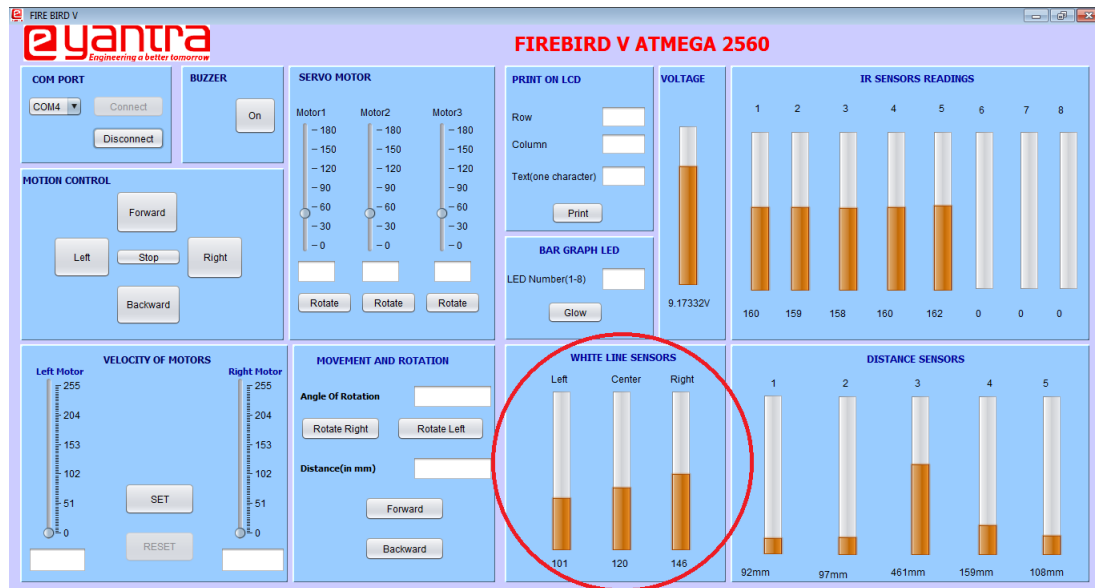 FIRE BIRD V
eyantra
Engineering a better tomorrow
FIREBIRD V ATMEGA 2560
COM PORT
COM4 Connect
Disconnect
BUZZER
On
MOTION CONTROL
Forward
Left Stop Right
Backward
SERVO MOTOR
Motor1 Motor2 Motor3
180 180 180
150 150 150
120 120 120
90 90 90
60 60 60
30 30 30
0 0 0
Rotate Rotate Rotate
PRINT ON LCD
Row
Column
Text(one character)
Print
BAR GRAPH LED
LED Number(1-8)
Glow
VOLTAGE
9.17332V
IR SENSORS READINGS
1 2 3 4 5 6 7 8
160 159 158 160 162 0 0 0
VELOCITY OF MOTORS
Left Motor Right Motor
255 255
204 204
153 153
102 102
51 51
0 0
SET
RESET
MOVEMENT AND ROTATION
Angle Of Rotation
Rotate Right Rotate Left
Distance(in mm)
Forward
Backward
WHITE LINE SENSORS
Left Center Right
101 120 146
DISTANCE SENSORS
1 2 3 4 5
92mm 97mm 461mm 159mm 108mm